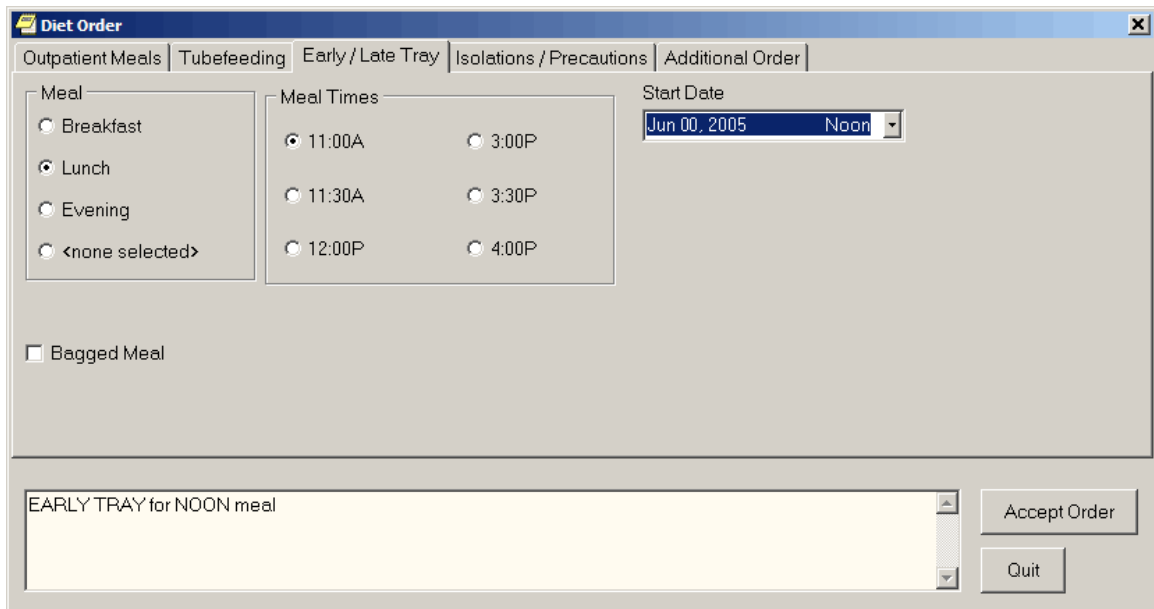 Diet Order
Outpatient Meals Tubefeeding Early / Late Tray Isolations / Precautions Additional Order
Meal
Breakfast
Lunch
Evening
<none selected>
Meal Times
11:00A 3:00P
11:30A 3:30P
12:00P 4:00P
Start Date
Jun 00, 2005 Noon
Bagged Meal
EARLY TRAY for NOON meal
Accept Order
Quit